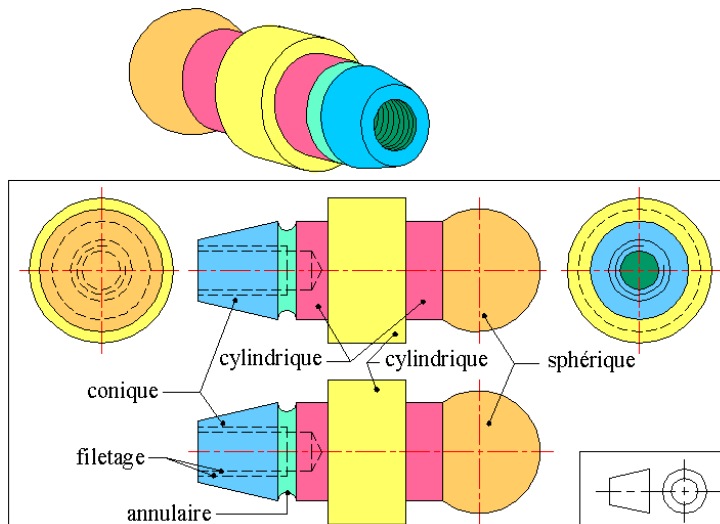 cylindrique
cylindrique
sphérique
conique
filetage
annulaire